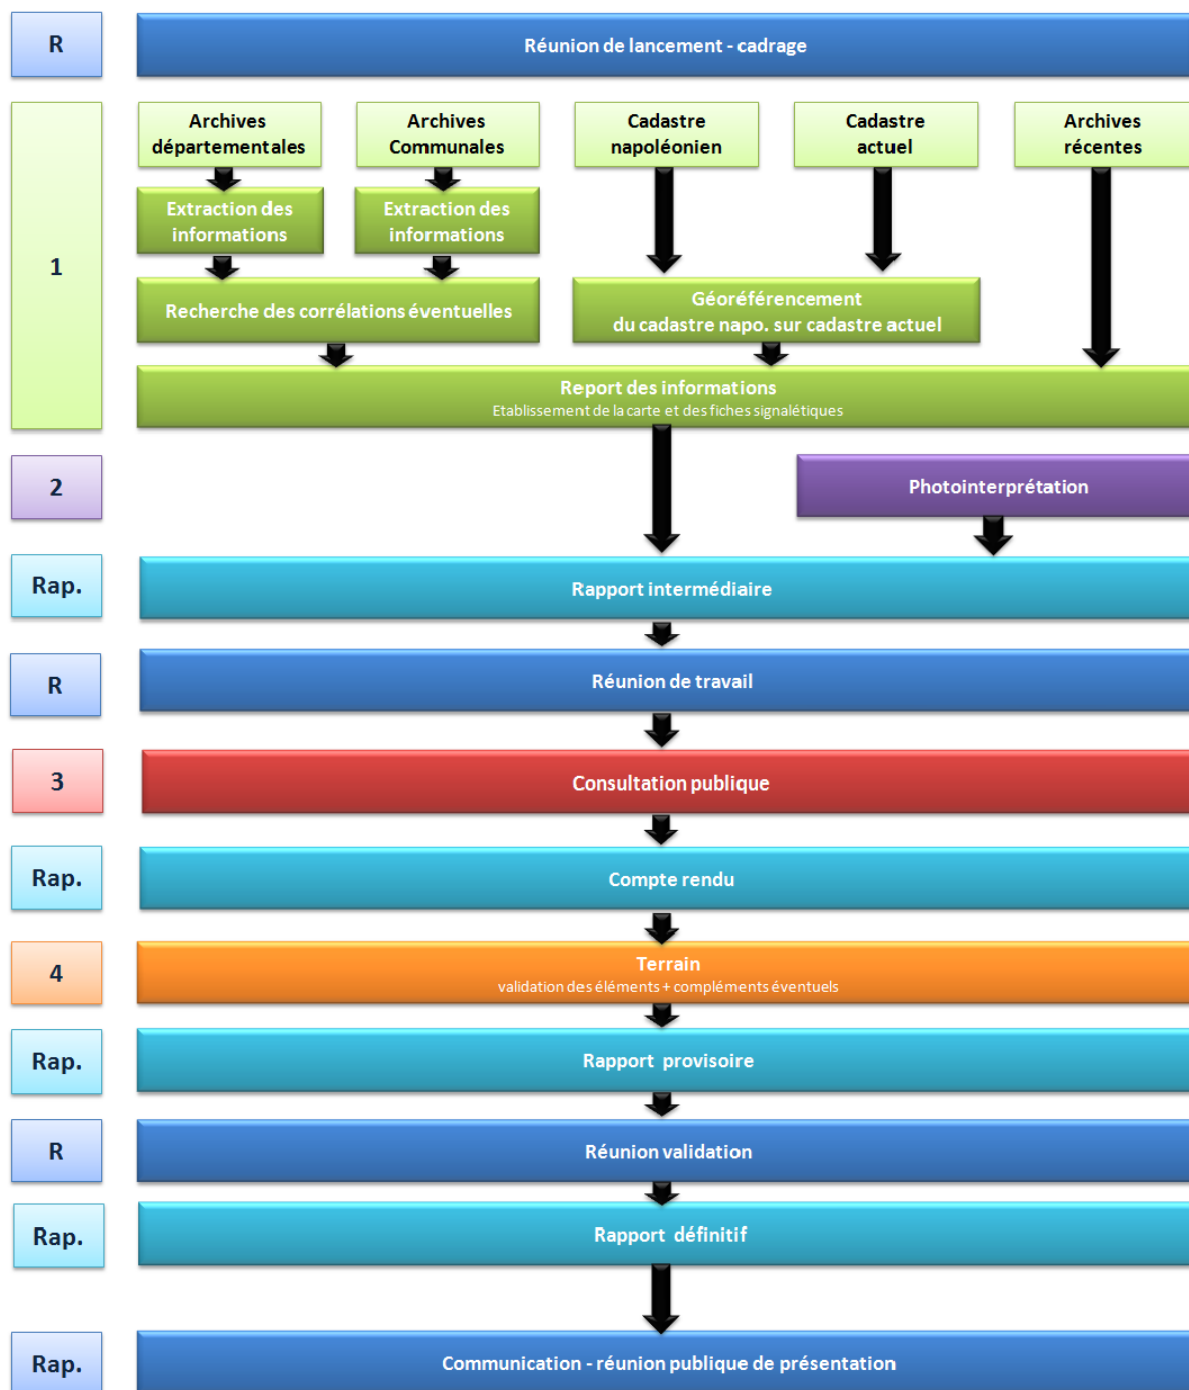 R
Réunion de lancement - cadrage
1
Archives
départementales
Archives
Communales
Cadastre
napoléonien
Cadastre
actuel
Archives
récentes
Extraction des
informations
Extraction des
informations
Recherche des corrélations éventuelles
Géoréférencement
du cadastre napo. sur cadastre actuel
Report des informations
Etablissement de la carte et des fiches signalétiques
2
Photointerprétation
Rap.
Rapport intermédiaire
R
Réunion de travail
3
Consultation publique
Rap.
Compte rendu
4
Terrain
validation des éléments + compléments éventuels
Rap.
Rapport provisoire
R
Réunion validation
Rap.
Rapport définitif
Rap.
Communication - réunion publique de présentation